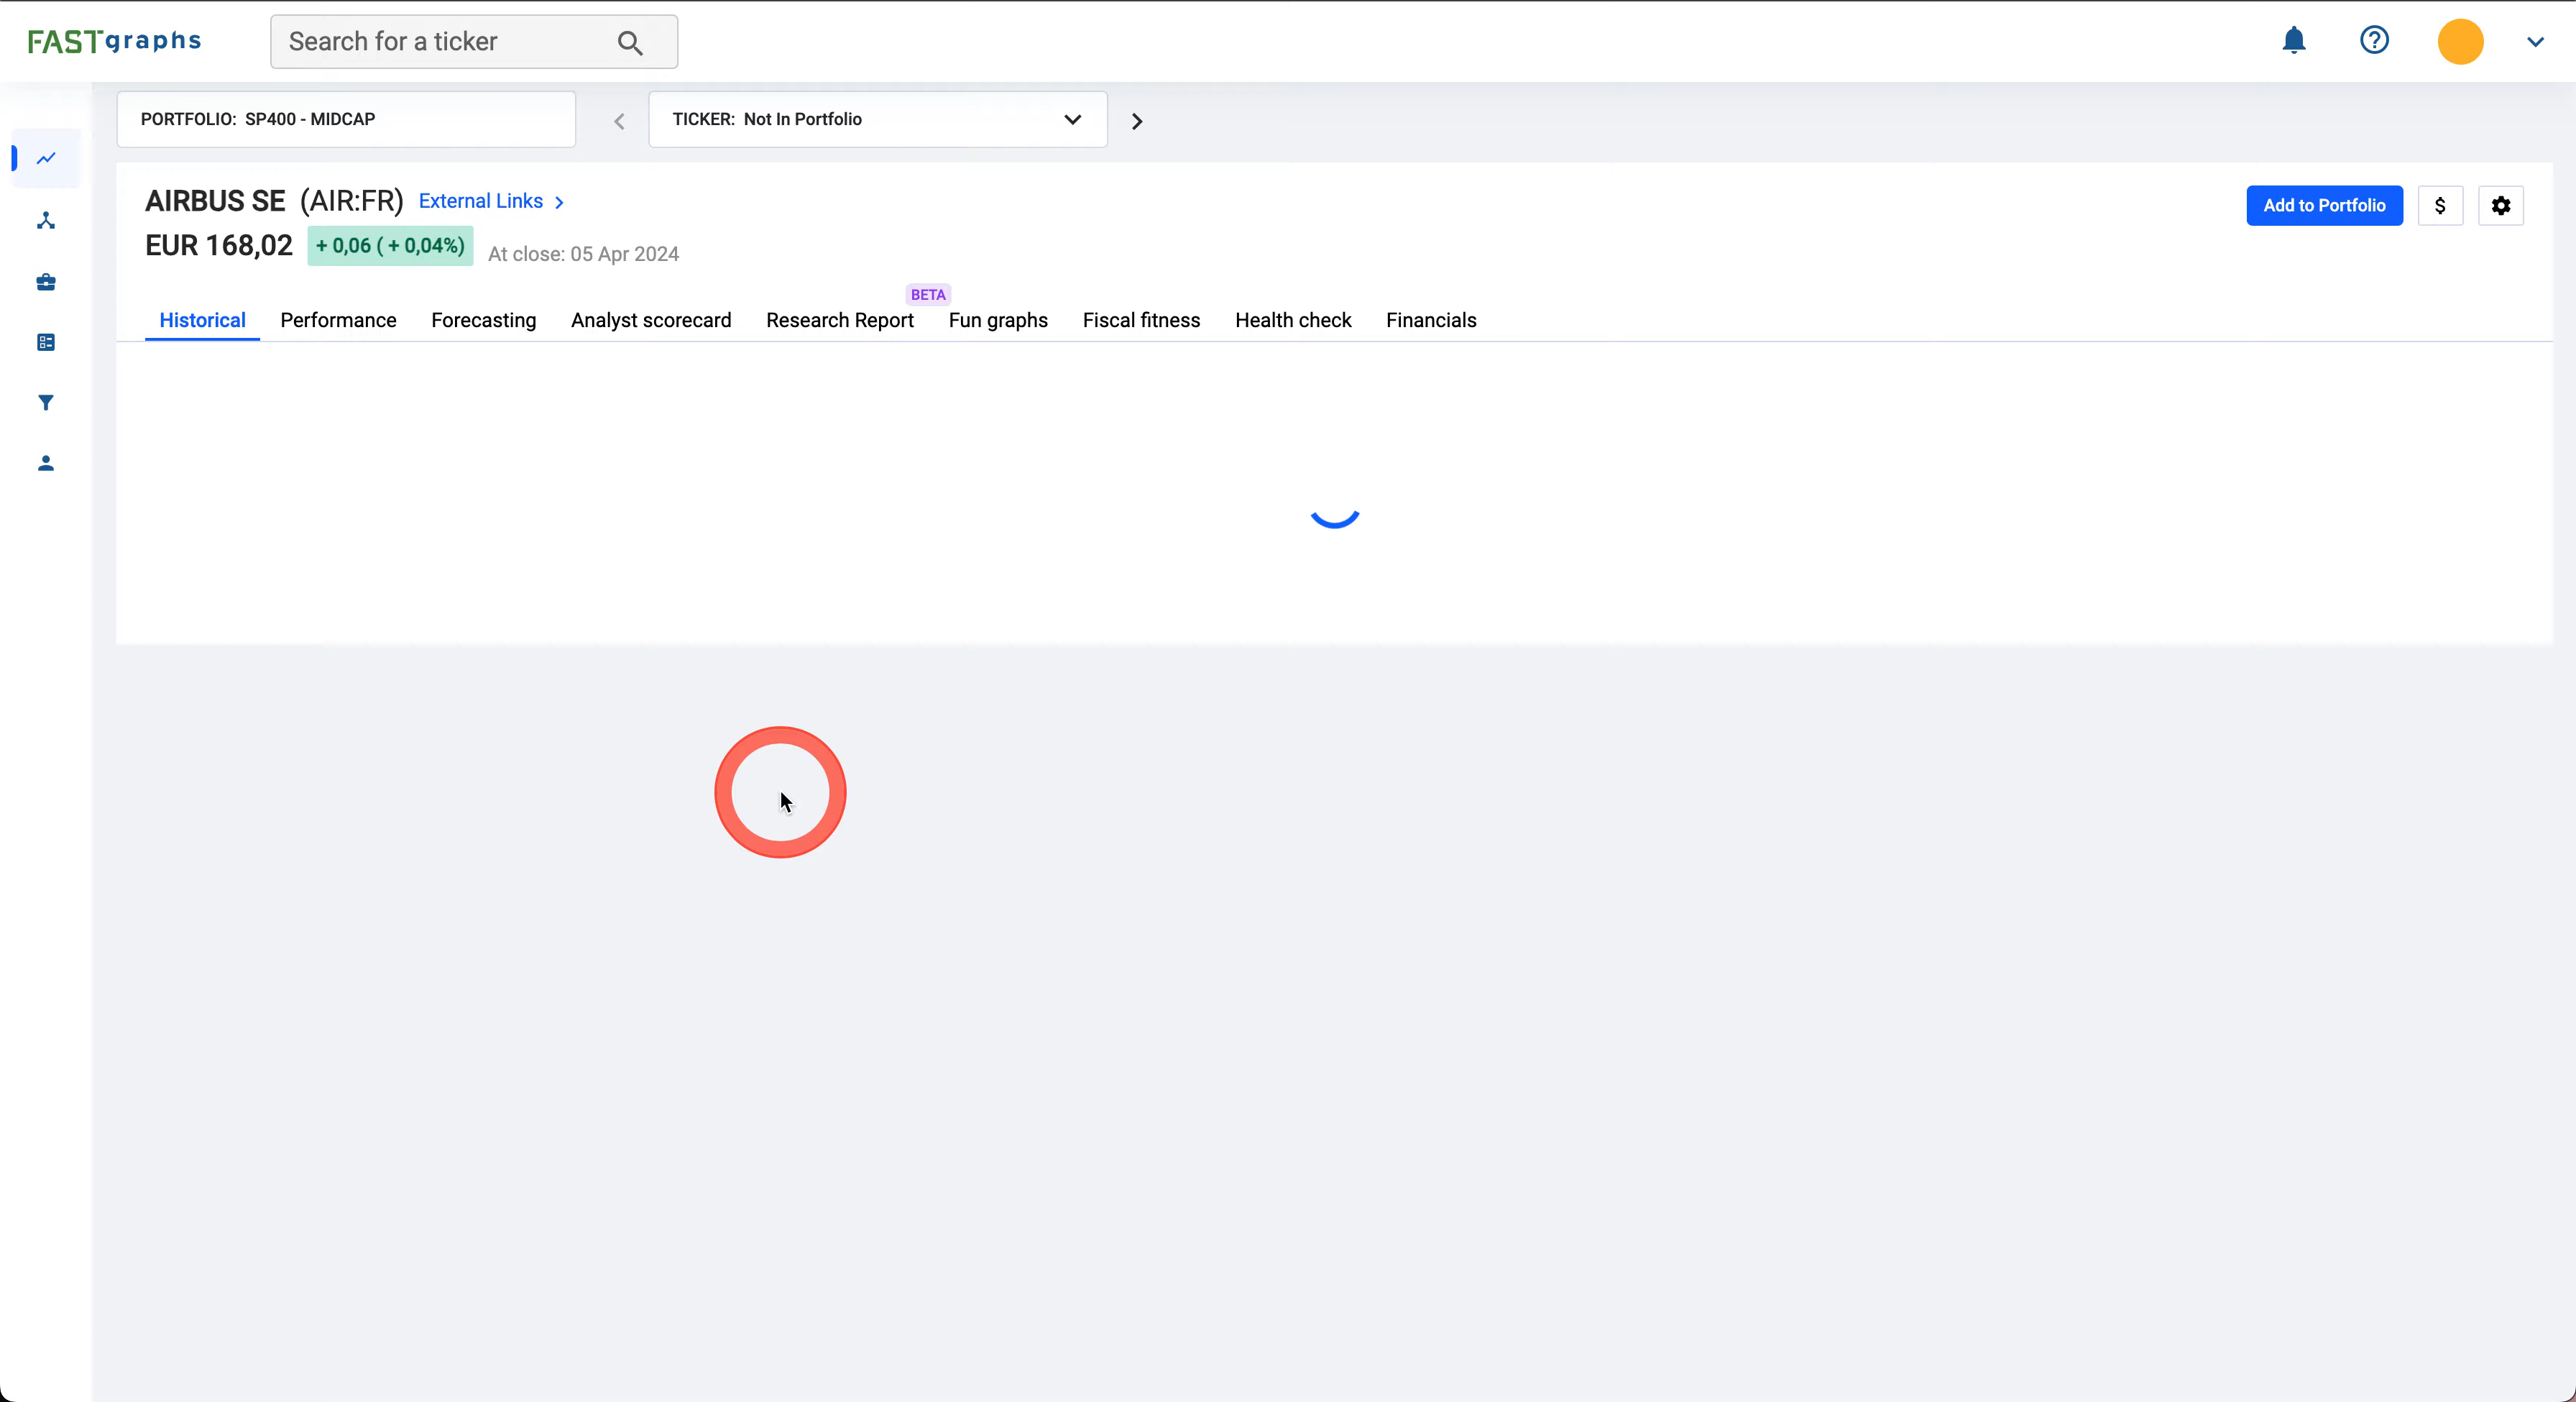 FASTgraphs
Search for a ticker
PORTFOLIO: SP400 - MIDCAP
TICKER: Not In Portfolio
AIRBUS SE (AIR:FR) External Links
Add to Portfolio
$
EUR 168,02 + 0,06 ( + 0,04%) At close: 05 Apr 2024
BETA
Historical Performance Forecasting Analyst scorecard Research Report Fun graphs Fiscal fitness Health check Financials